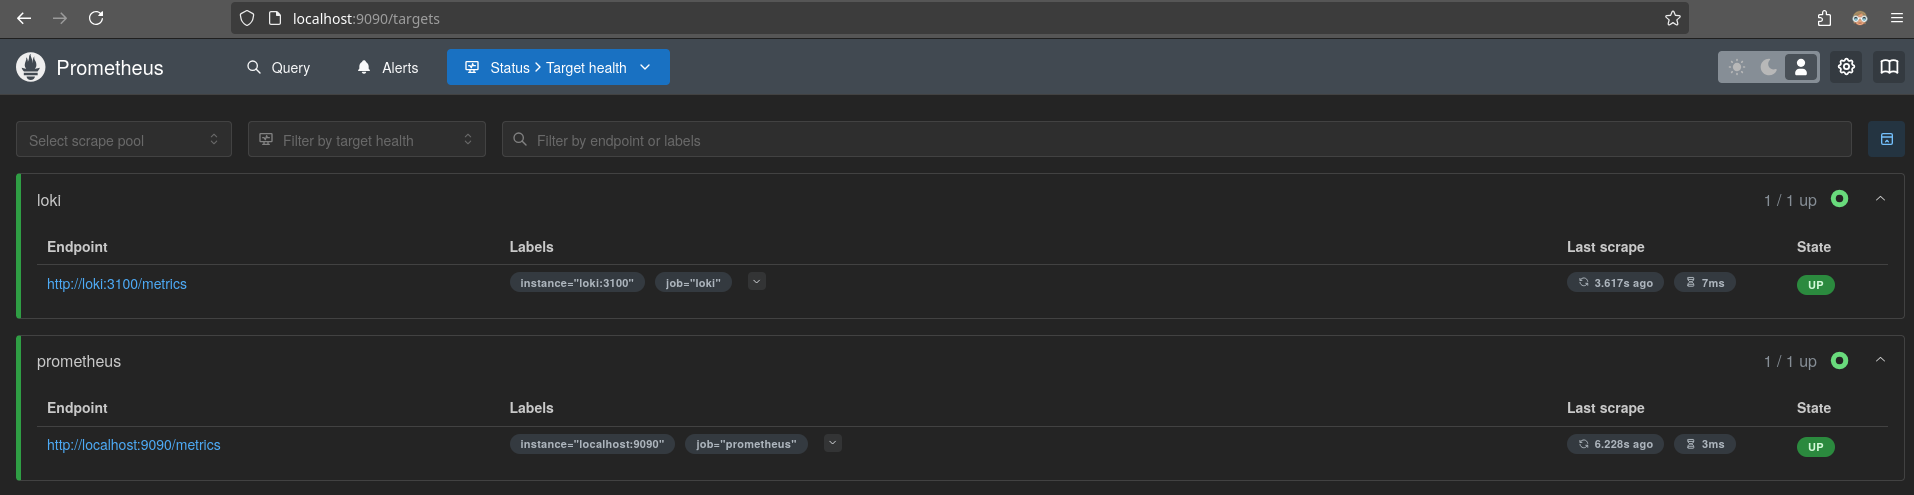 localhost:9090/targets
Prometheus Query Alerts Status > Target health
Select scrape pool Filter by target health Filter by endpoint or labels
loki 1 / 1 up
Endpoint Labels Last scrape State
http://loki:3100/metrics instance="loki:3100" job="loki" 3.617s ago 7ms UP
prometheus 1 / 1 up
Endpoint Labels Last scrape State
http://localhost:9090/metrics instance="localhost:9090" job="prometheus" 6.228s ago 3ms UP